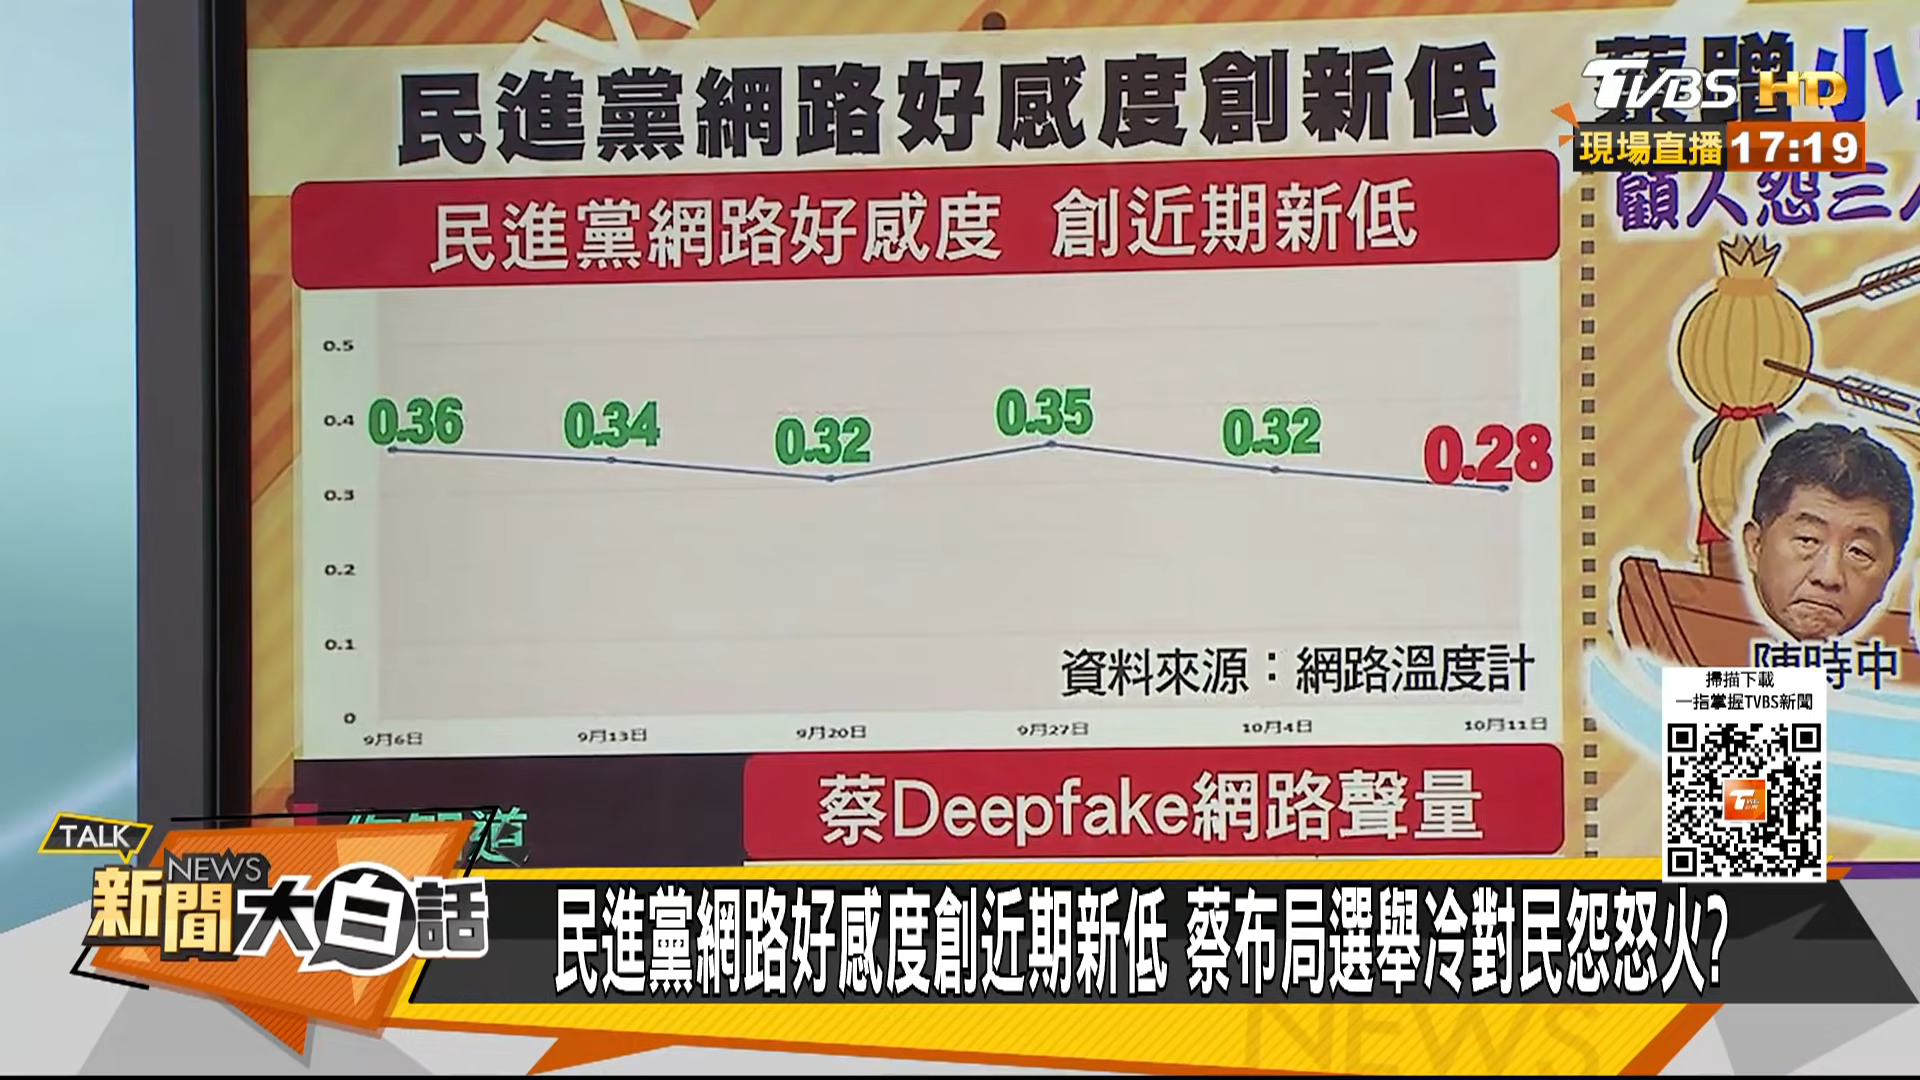 民進黨網路好感度創新低
民進黨網路好感度 創近期新低
0.5
0.4
0.3
0.2
0.1
0
0.36
0.34
0.32
0.35
0.32
0.28
資料來源：網路溫度計
9月6日
9月13日
9月20日
9月27日
10月4日
10月11日
蔡Deepfake網路聲量
TVBS HD
現場直播 17:19
顧人怨三
陳時中
掃描下載
一指掌握TVBS新聞
TALK
NEWS
新聞大白話
民進黨網路好感度創近期新低 蔡布局選舉冷對民怨怒火?
NEWS